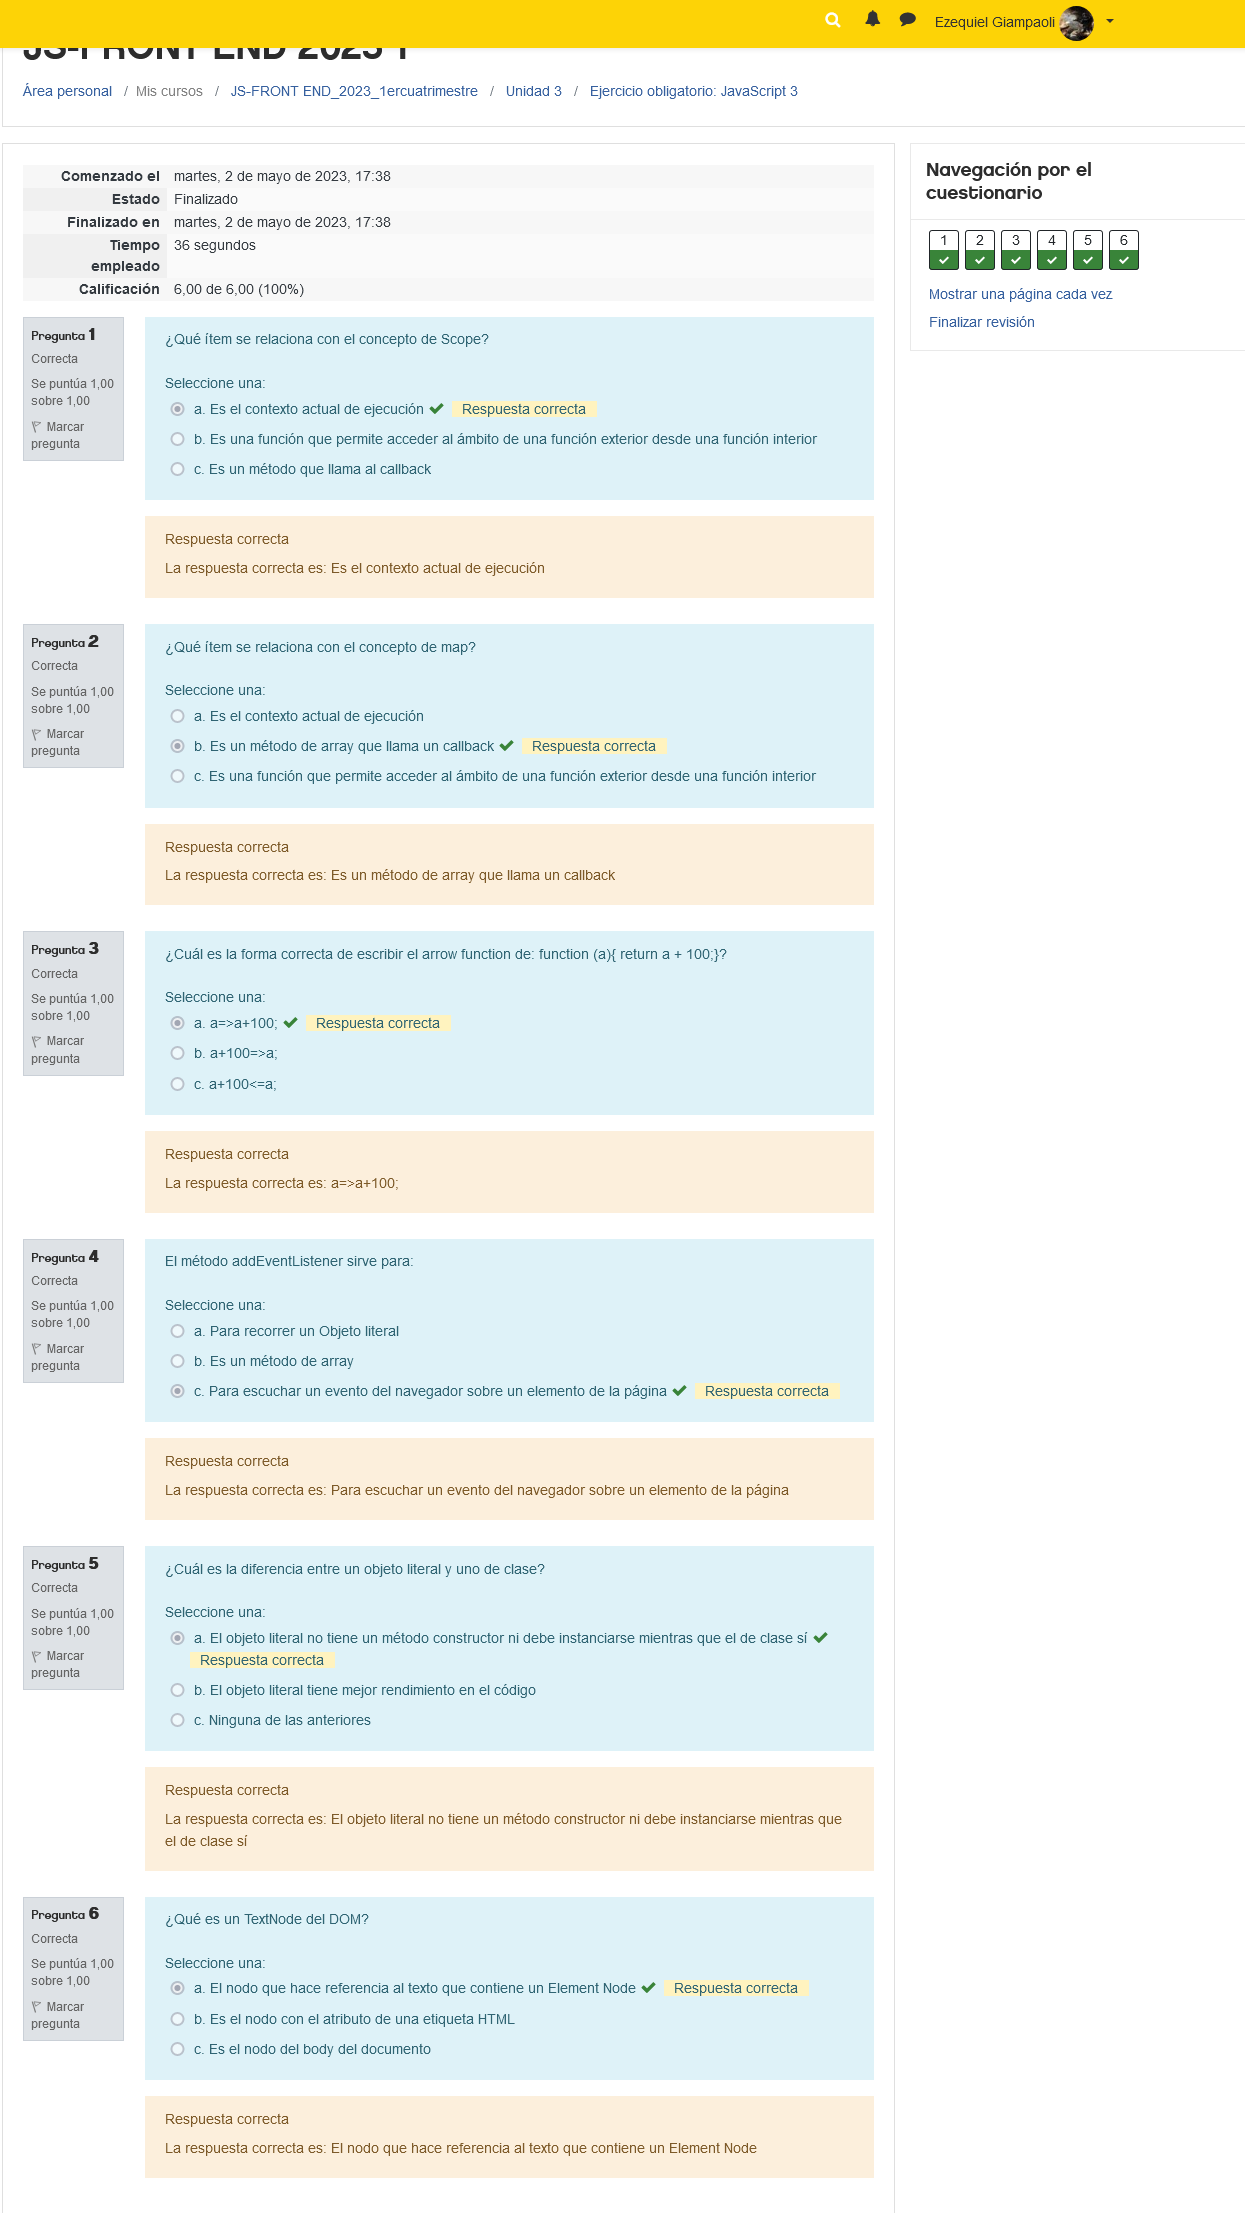 Ezequiel Giampaoli
JS-FRONT END 2023 1
Área personal / Mis cursos / JS-FRONT END_2023_1ercuatrimestre / Unidad 3 / Ejercicio obligatorio: JavaScript 3
Comenzado el martes, 2 de mayo de 2023, 17:38
Estado Finalizado
Finalizado en martes, 2 de mayo de 2023, 17:38
Tiempo empleado 36 segundos
Calificación 6,00 de 6,00 (100%)
Pregunta 1
Correcta
Se puntúa 1,00
sobre 1,00
Marcar
pregunta
¿Qué ítem se relaciona con el concepto de Scope?
Seleccione una:
a. Es el contexto actual de ejecución Respuesta correcta
b. Es una función que permite acceder al ámbito de una función exterior desde una función interior
c. Es un método que llama al callback
Respuesta correcta
La respuesta correcta es: Es el contexto actual de ejecución
Pregunta 2
Correcta
Se puntúa 1,00
sobre 1,00
Marcar
pregunta
¿Qué ítem se relaciona con el concepto de map?
Seleccione una:
a. Es el contexto actual de ejecución
b. Es un método de array que llama un callback Respuesta correcta
c. Es una función que permite acceder al ámbito de una función exterior desde una función interior
Respuesta correcta
La respuesta correcta es: Es un método de array que llama un callback
Pregunta 3
Correcta
Se puntúa 1,00
sobre 1,00
Marcar
pregunta
¿Cuál es la forma correcta de escribir el arrow function de: function (a){ return a + 100;}?
Seleccione una:
a. a=>a+100; Respuesta correcta
b. a+100=>a;
c. a+100<=a;
Respuesta correcta
La respuesta correcta es: a=>a+100;
Pregunta 4
Correcta
Se puntúa 1,00
sobre 1,00
Marcar
pregunta
El método addEventListener sirve para:
Seleccione una:
a. Para recorrer un Objeto literal
b. Es un método de array
c. Para escuchar un evento del navegador sobre un elemento de la página Respuesta correcta
Respuesta correcta
La respuesta correcta es: Para escuchar un evento del navegador sobre un elemento de la página
Pregunta 5
Correcta
Se puntúa 1,00
sobre 1,00
Marcar
pregunta
¿Cuál es la diferencia entre un objeto literal y uno de clase?
Seleccione una:
a. El objeto literal no tiene un método constructor ni debe instanciarse mientras que el de clase sí
Respuesta correcta
b. El objeto literal tiene mejor rendimiento en el código
c. Ninguna de las anteriores
Respuesta correcta
La respuesta correcta es: El objeto literal no tiene un método constructor ni debe instanciarse mientras que
el de clase sí
Pregunta 6
Correcta
Se puntúa 1,00
sobre 1,00
Marcar
pregunta
¿Qué es un TextNode del DOM?
Seleccione una:
a. El nodo que hace referencia al texto que contiene un Element Node Respuesta correcta
b. Es el nodo con el atributo de una etiqueta HTML
c. Es el nodo del body del documento
Respuesta correcta
La respuesta correcta es: El nodo que hace referencia al texto que contiene un Element Node
Navegación por el
cuestionario
1 2 3 4 5 6
Mostrar una página cada vez
Finalizar revisión